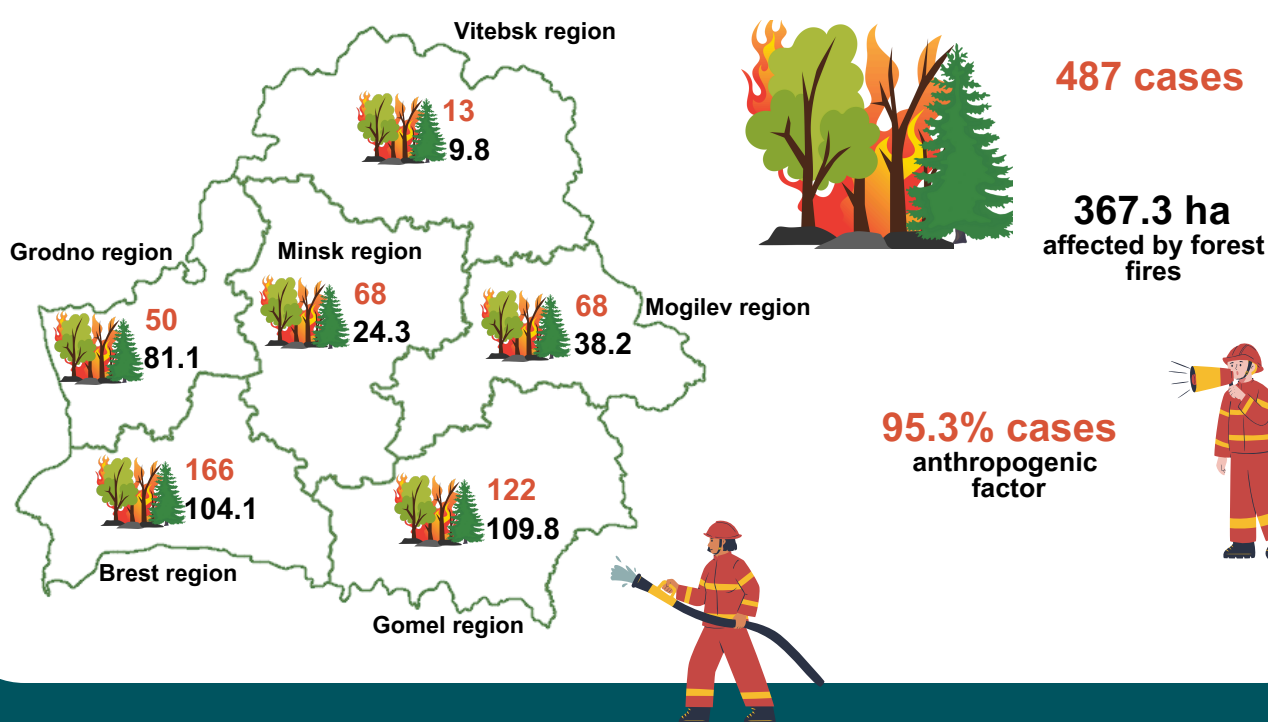 Vitebsk region
13
9.8
Grodno region
50
81.1
Minsk region
68
24.3
68
38.2
Mogilev region
166
104.1
Brest region
122
109.8
Gomel region
487 cases
367.3 ha
affected by forest
fires
95.3% cases
anthropogenic
factor